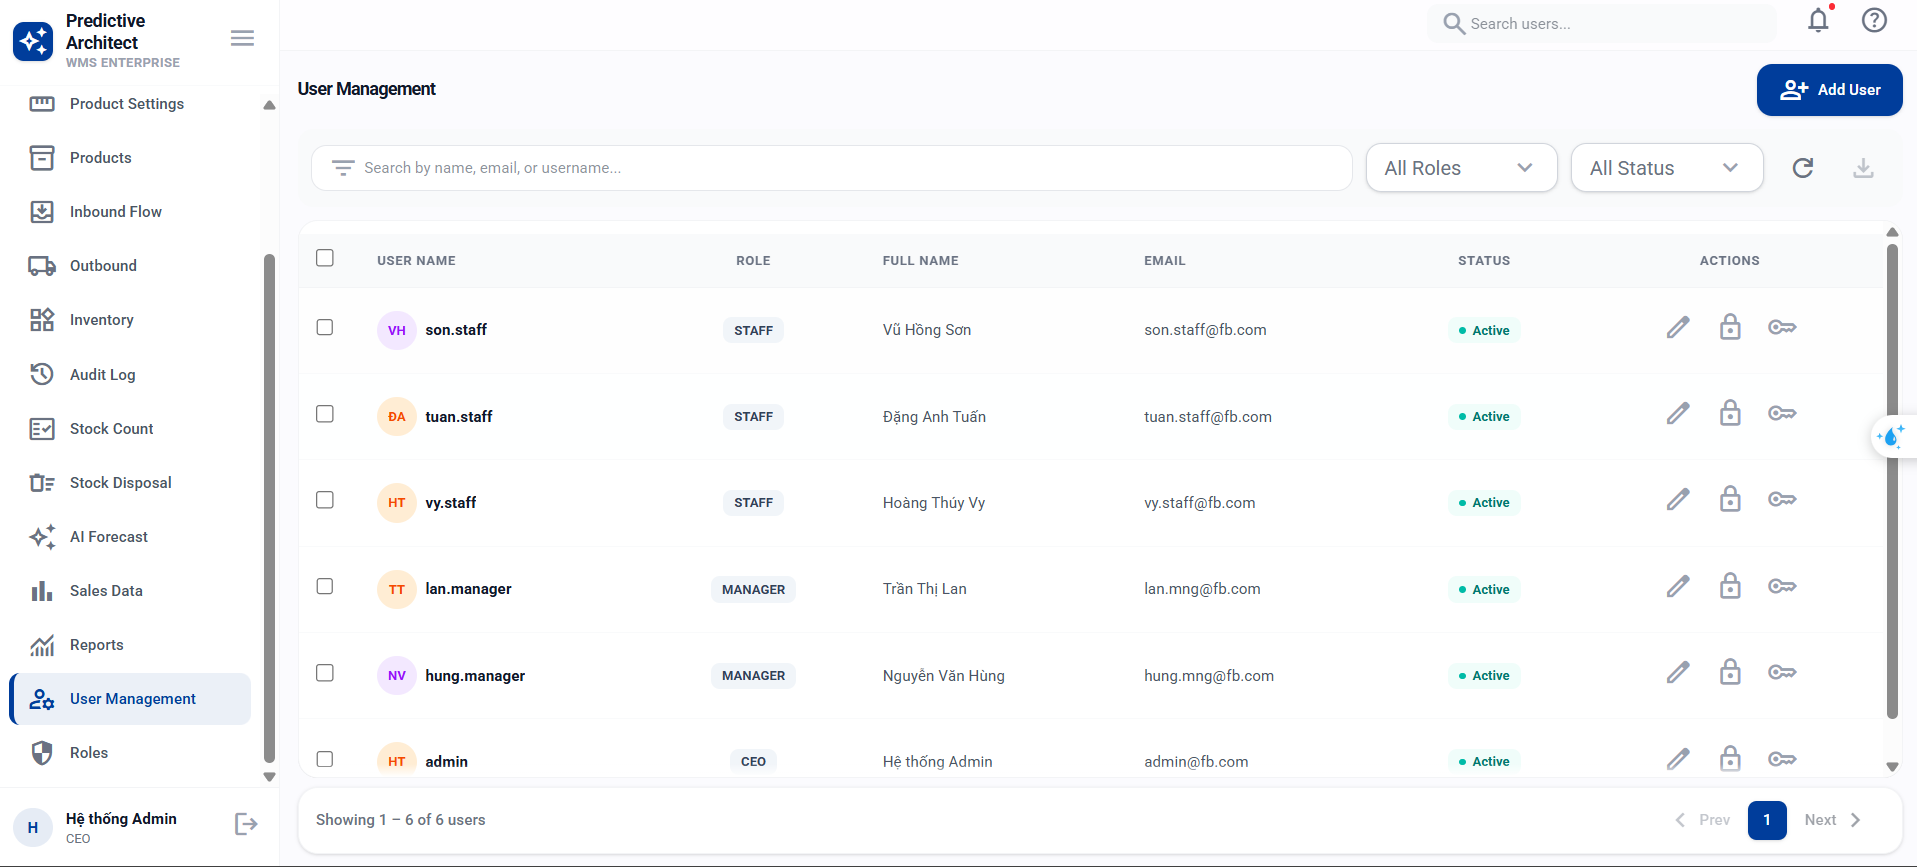 Predictive
Architect
WMS ENTERPRISE
Search users...
Product Settings
Products
Inbound Flow
Outbound
Inventory
Audit Log
Stock Count
Stock Disposal
AI Forecast
Sales Data
Reports
User Management
Roles
Hệ thống Admin
CEO
H
User Management
Add User
Search by name, email, or username...
All Roles
All Status
USER NAME ROLE FULL NAME EMAIL STATUS ACTIONS
VH son.staff STAFF Vũ Hồng Sơn son.staff@fb.com Active
ĐA tuan.staff STAFF Đặng Anh Tuấn tuan.staff@fb.com Active
HT vy.staff STAFF Hoàng Thúy Vy vy.staff@fb.com Active
TT lan.manager MANAGER Trần Thị Lan lan.mng@fb.com Active
NV hung.manager MANAGER Nguyễn Văn Hùng hung.mng@fb.com Active
HT admin CEO Hệ thống Admin admin@fb.com Active
Showing 1 – 6 of 6 users
Prev 1 Next